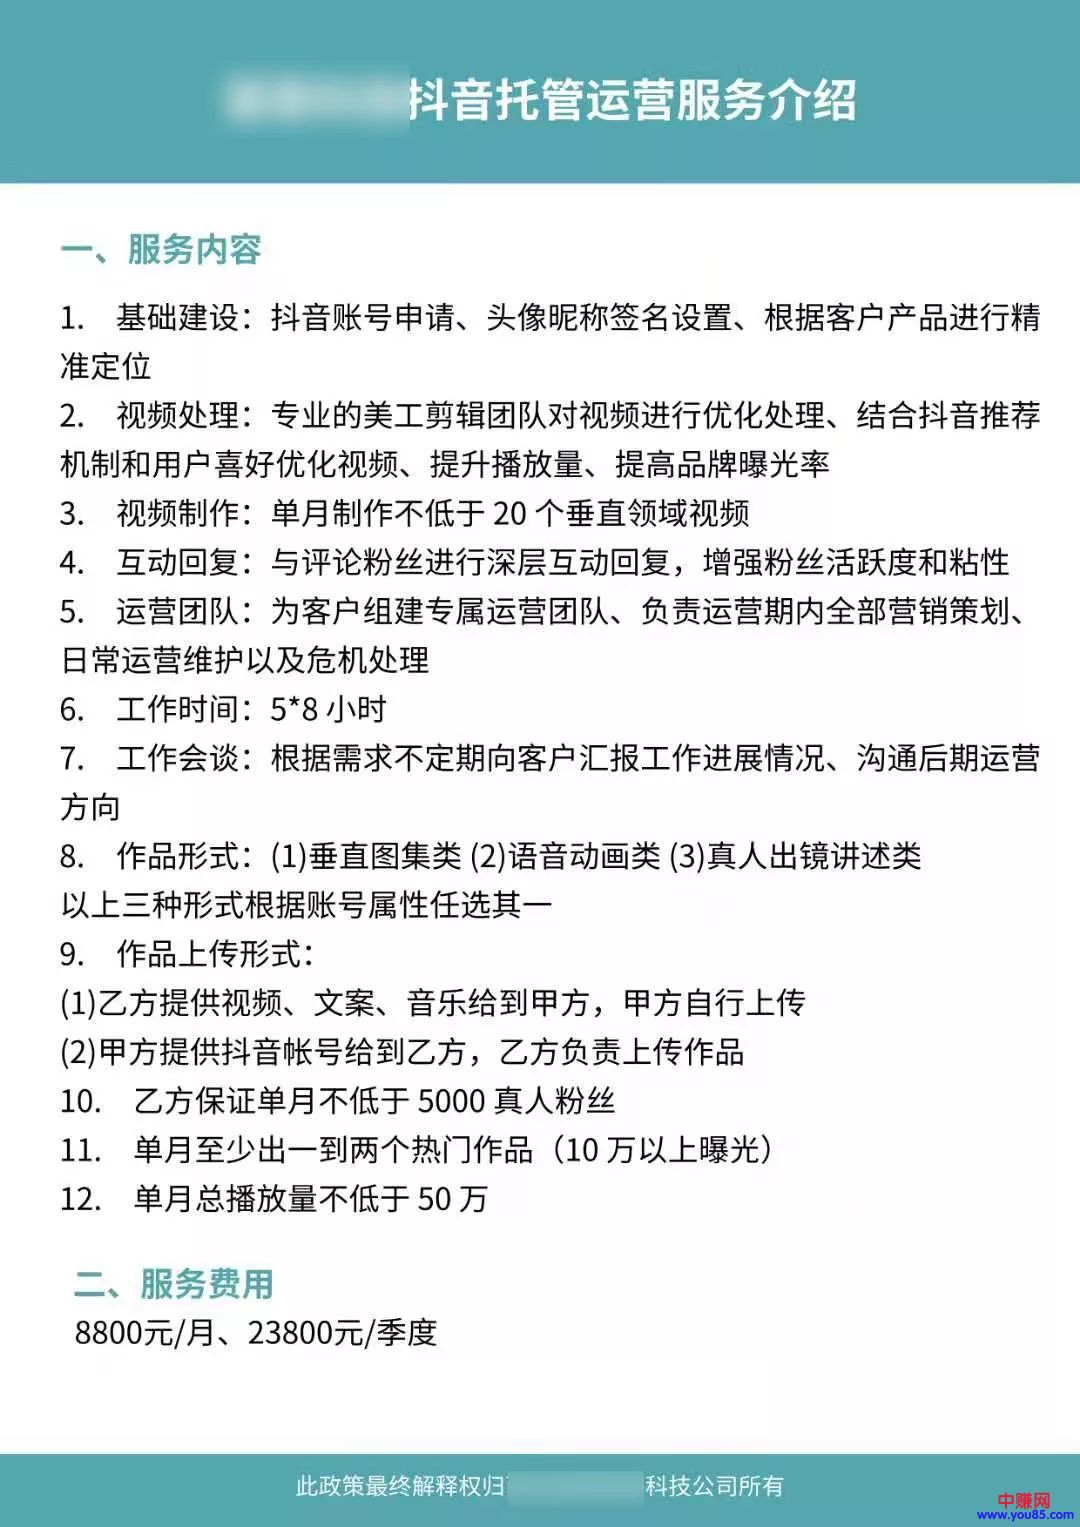 抖音托管运营服务介绍
一、服务内容
1. 基础建设：抖音账号申请、头像昵称签名设置、根据客户产品进行精
准定位
2. 视频处理：专业的美工剪辑团队对视频进行优化处理、结合抖音推荐
机制和用户喜好优化视频、提升播放量、提高品牌曝光率
3. 视频制作：单月制作不低于 20 个垂直领域视频
4. 互动回复：与评论粉丝进行深层互动回复，增强粉丝活跃度和粘性
5. 运营团队：为客户组建专属运营团队、负责运营期内全部营销策划、
日常运营维护以及危机处理
6. 工作时间：5*8 小时
7. 工作会谈：根据需求不定期向客户汇报工作进展情况、沟通后期运营
方向
8. 作品形式：(1)垂直图集类 (2)语音动画类 (3)真人出镜讲述类
以上三种形式根据账号属性任选其一
9. 作品上传形式：
(1)乙方提供视频、文案、音乐给到甲方，甲方自行上传
(2)甲方提供抖音帐号给到乙方，乙方负责上传作品
10. 乙方保证单月不低于 5000 真人粉丝
11. 单月至少出一到两个热门作品（10 万以上曝光）
12. 单月总播放量不低于 50 万
二、服务费用
8800元/月、23800元/季度
此政策最终解释权归 科技公司所有
中赚网
www.you85.com